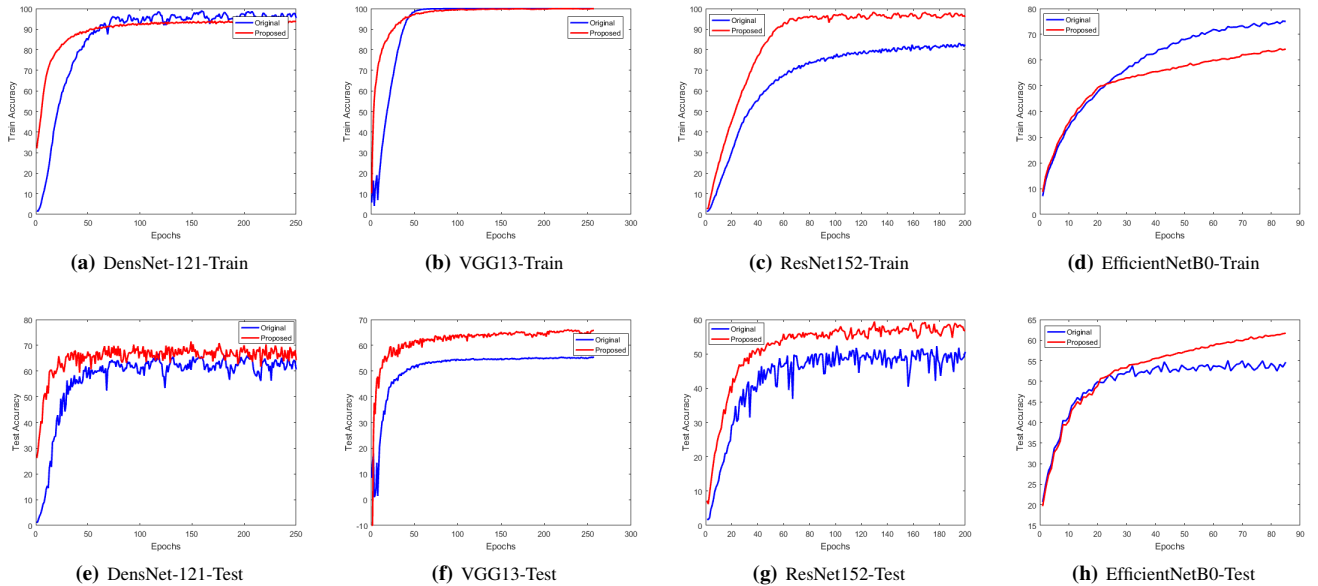 100
90
80
70
60
50
40
30
20
10
0
Train Accuracy
Original
Proposed
0 50 100 150 200 250
Epochs
(a) DensNet-121-Train
100
90
80
70
60
50
40
30
20
10
0
Train Accuracy
Original
Proposed
0 50 100 150 200 250 300
Epochs
(b) VGG13-Train
100
90
80
70
60
50
40
30
20
10
0
Train Accuracy
Original
Proposed
0 20 40 60 80 100 120 140 160 180 200
Epochs
(c) ResNet152-Train
80
70
60
50
40
30
20
10
0
Train Accuracy
Original
Proposed
0 10 20 30 40 50 60 70 80 90
Epochs
(d) EfficientNetB0-Train
80
70
60
50
40
30
20
10
0
Test Accuracy
Original
Proposed
0 50 100 150 200 250
Epochs
(e) DensNet-121-Test
70
60
50
40
30
20
10
0
-10
Test Accuracy
Original
Proposed
0 50 100 150 200 250 300
Epochs
(f) VGG13-Test
60
50
40
30
20
10
0
Test Accuracy
Original
Proposed
0 20 40 60 80 100 120 140 160 180 200
Epochs
(g) ResNet152-Test
65
60
55
50
45
40
35
30
25
20
15
Test Accuracy
Original
Proposed
0 10 20 30 40 50 60 70 80 90
Epochs
(h) EfficientNetB0-Test